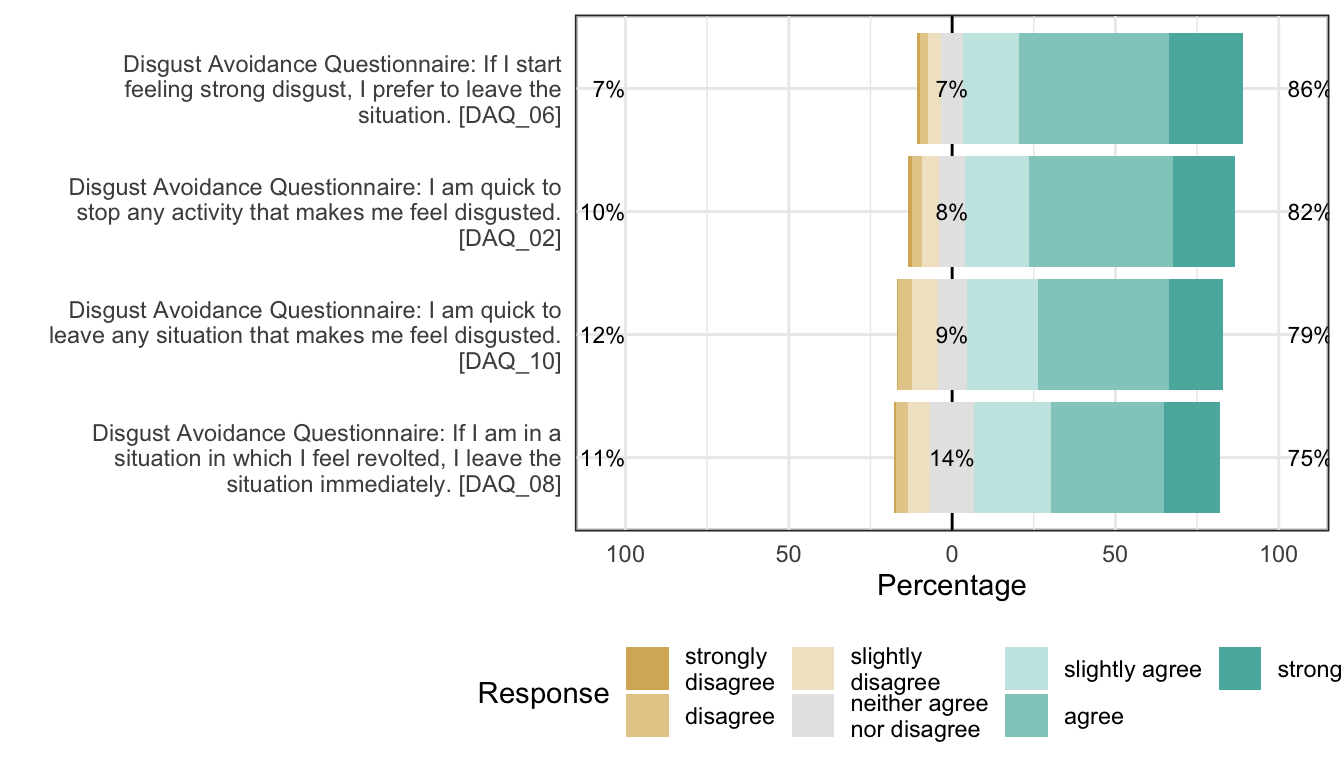 Disgust Avoidance Questionnaire: If I start
feeling strong disgust, I prefer to leave the
situation. [DAQ_06]
7%
7%
86%
Disgust Avoidance Questionnaire: I am quick to
stop any activity that makes me feel disgusted.
[DAQ_02]
10%
8%
82%
Disgust Avoidance Questionnaire: I am quick to
leave any situation that makes me feel disgusted.
[DAQ_10]
12%
9%
79%
Disgust Avoidance Questionnaire: If I am in a
situation in which I feel revolted, I leave the
situation immediately. [DAQ_08]
11%
14%
75%
100 50 0 50 100
Percentage
Response
strongly
disagree
disagree
slightly
disagree
neither agree
nor disagree
slightly agree
agree
strong